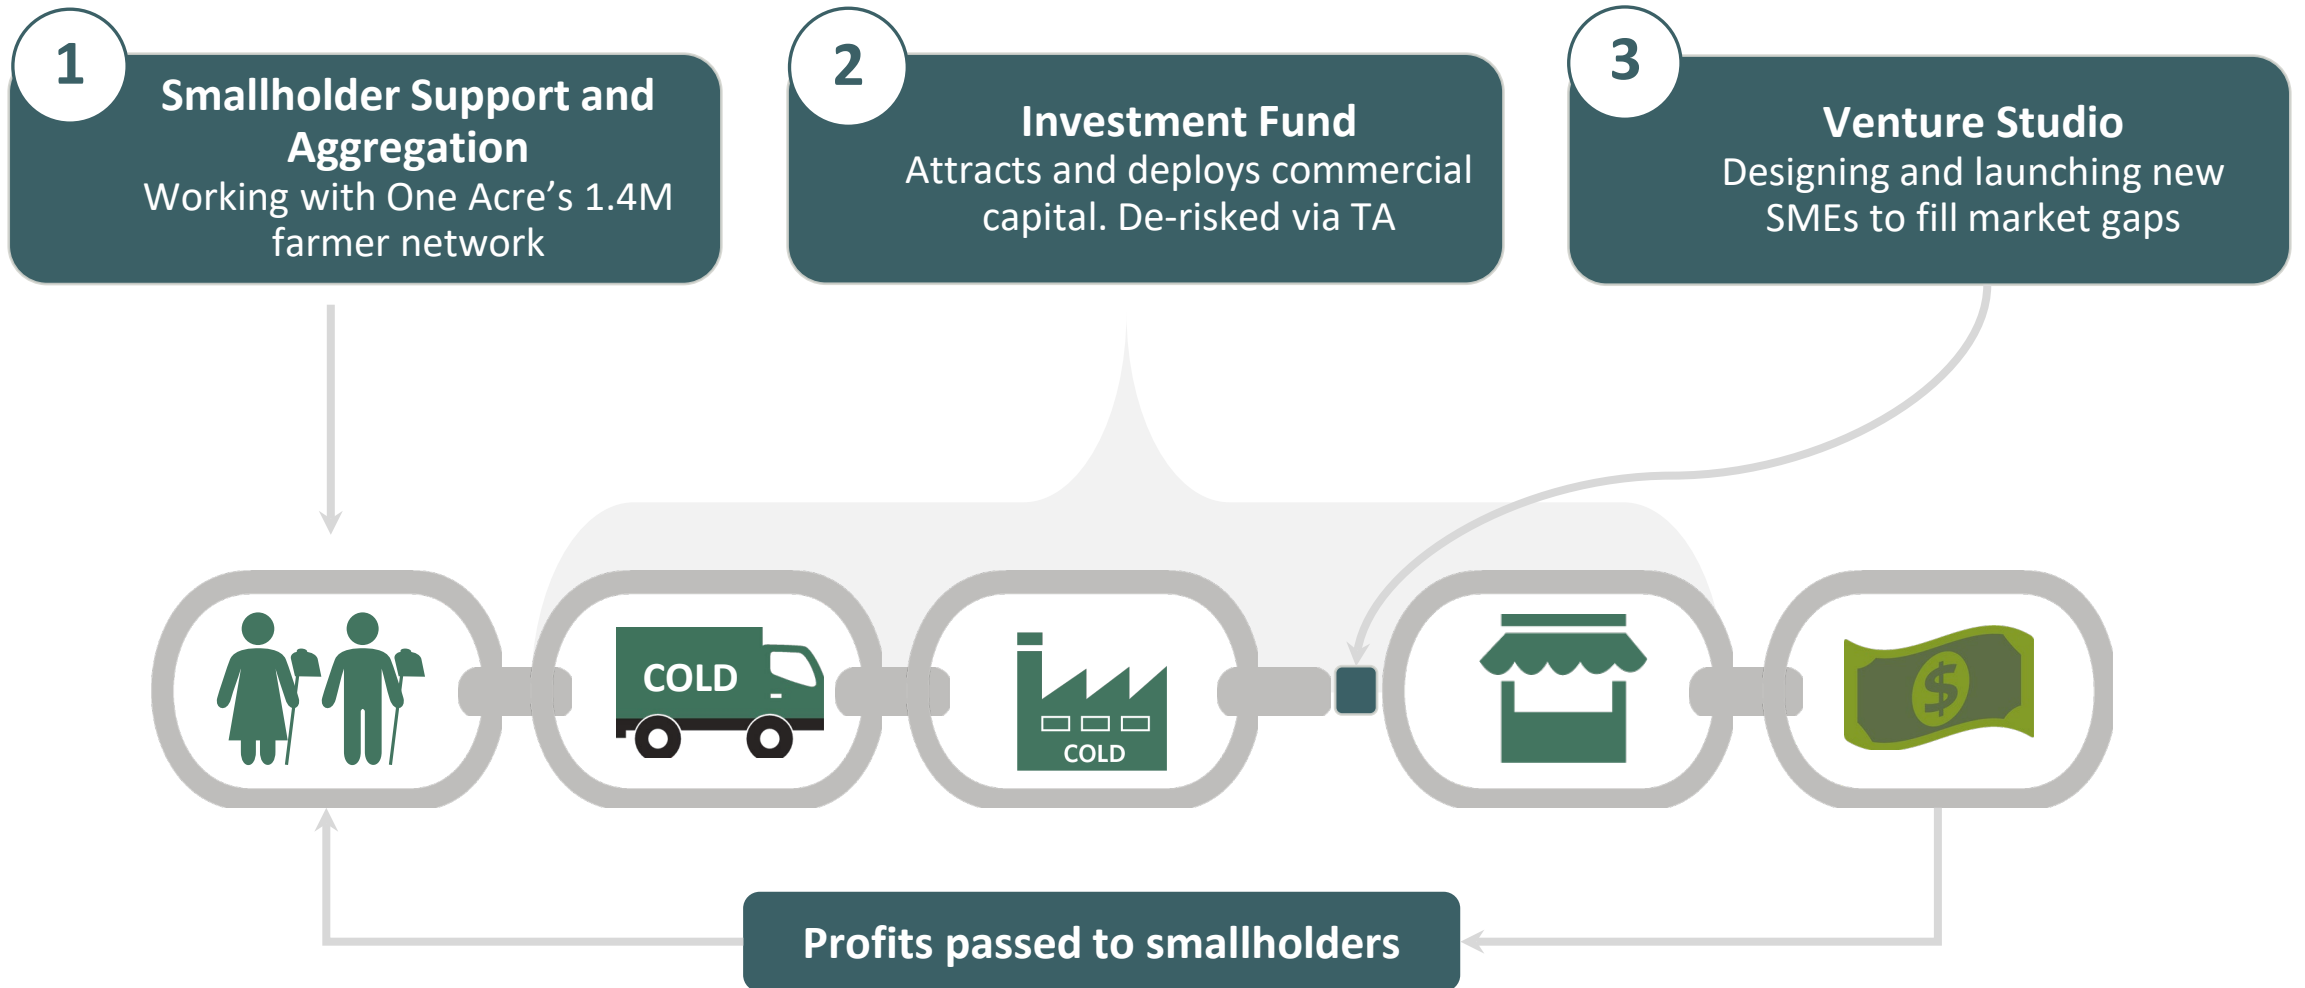 1
Smallholder Support and
Aggregation
Working with One Acre’s 1.4M
farmer network
2
Investment Fund
Attracts and deploys commercial
capital. De-risked via TA
3
Venture Studio
Designing and launching new
SMEs to fill market gaps
COLD
COLD
$
Profits passed to smallholders